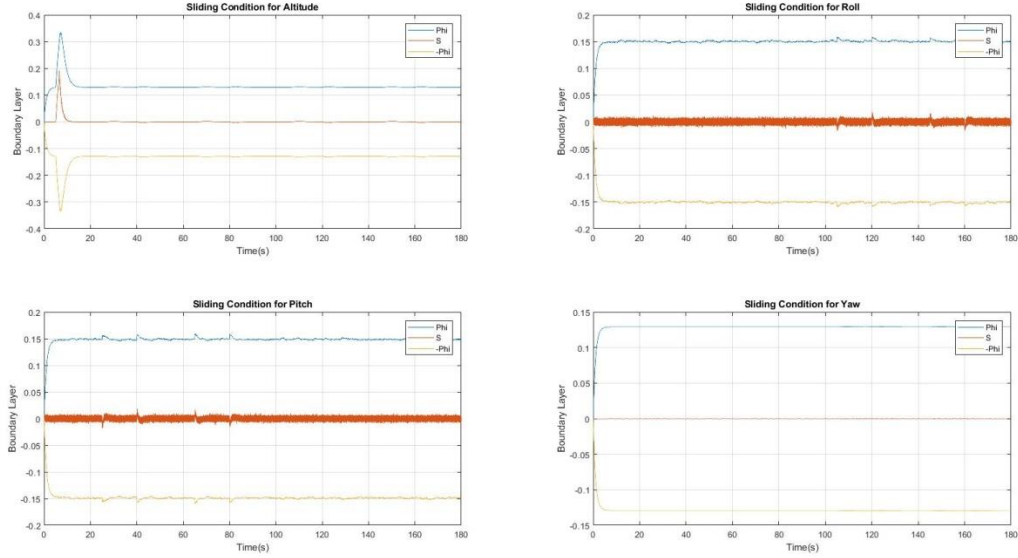 Sliding Condition for Altitude
0.4
0.3
0.2
0.1
0
-0.1
-0.2
-0.3
-0.4
Boundary Layer
0 20 40 60 80 100 120 140 160 180
Time(s)
Phi
S
-Phi
Sliding Condition for Roll
0.2
0.15
0.1
0.05
0
-0.05
-0.1
-0.15
-0.2
Boundary Layer
0 20 40 60 80 100 120 140 160 180
Time(s)
Phi
S
-Phi
Sliding Condition for Pitch
0.2
0.15
0.1
0.05
0
-0.05
-0.1
-0.15
-0.2
Boundary Layer
0 20 40 60 80 100 120 140 160 180
Time(s)
Phi
S
-Phi
Sliding Condition for Yaw
0.15
0.1
0.05
0
-0.05
-0.1
-0.15
Boundary Layer
0 20 40 60 80 100 120 140 160 180
Time(s)
Phi
S
-Phi